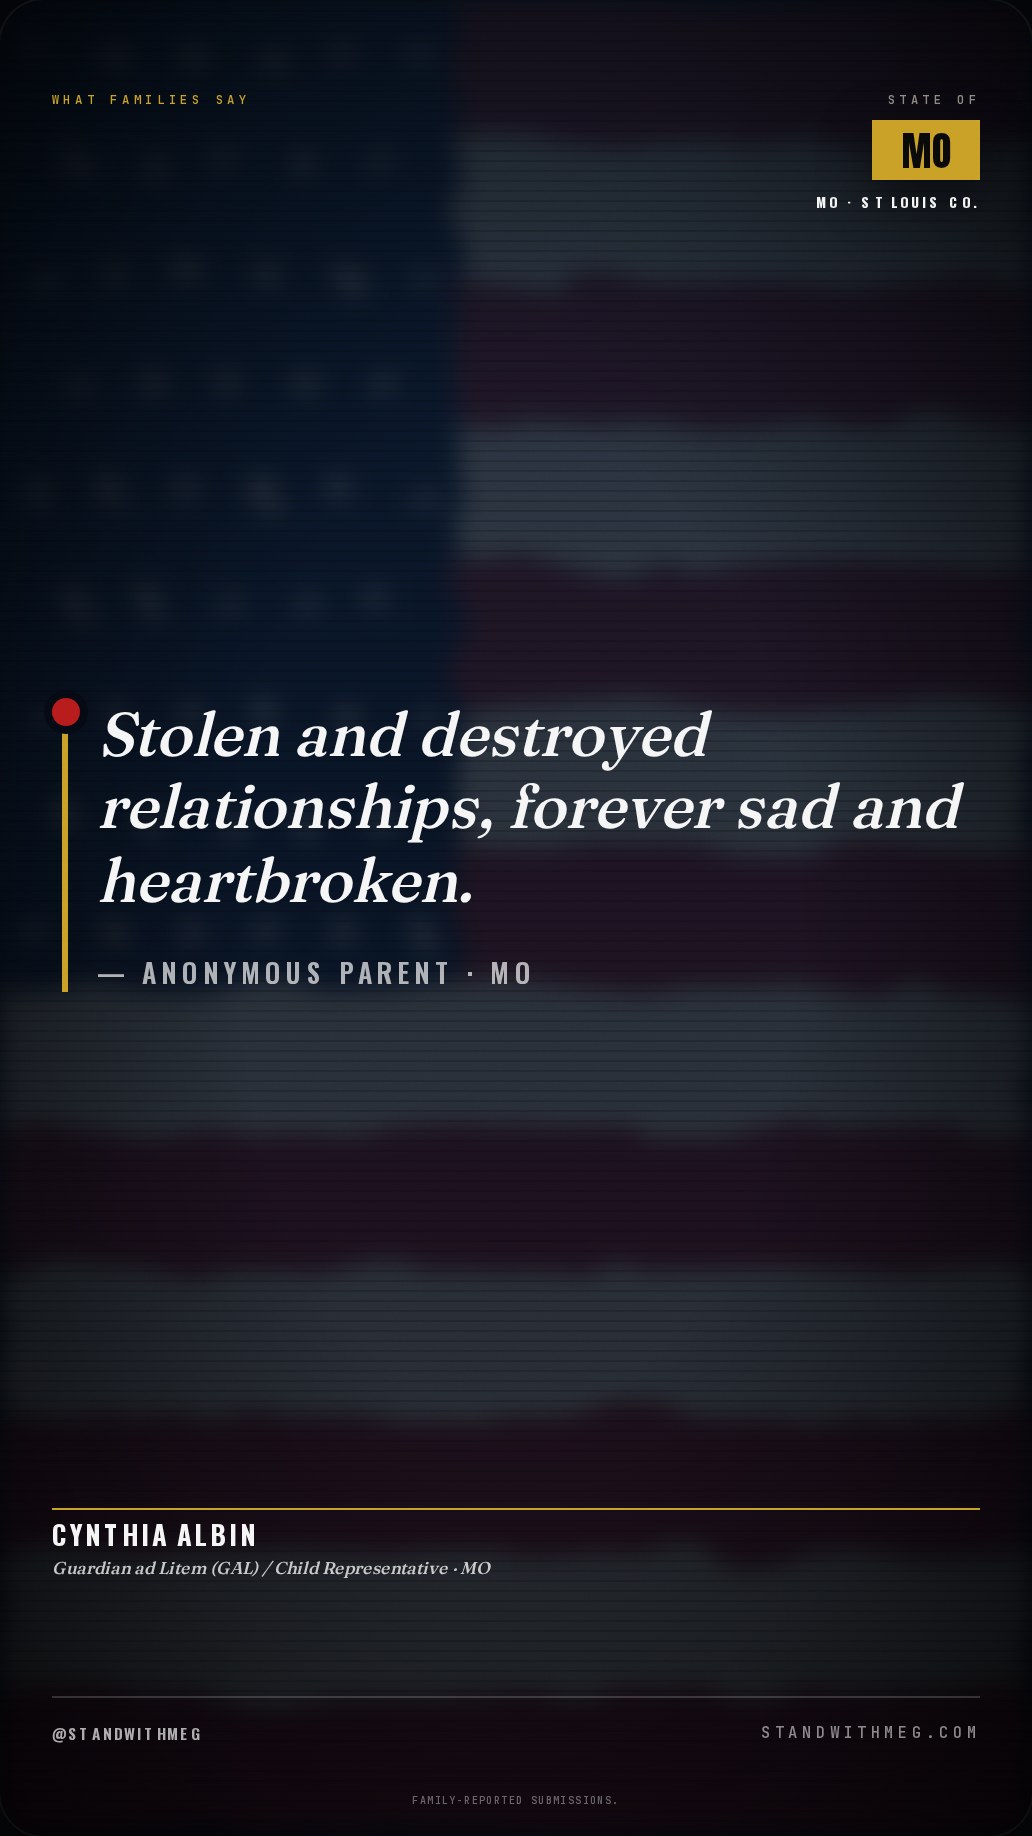 WHAT FAMILIES SAY
STATE OF
MO
MO · ST LOUIS CO.
Stolen and destroyed
relationships, forever sad and
heartbroken.
— ANONYMOUS PARENT · MO
CYNTHIA ALBIN
Guardian ad Litem (GAL) / Child Representative · MO
@STANDWITHMEG
STANDWITHMEG.COM
FAMILY-REPORTED SUBMISSIONS.